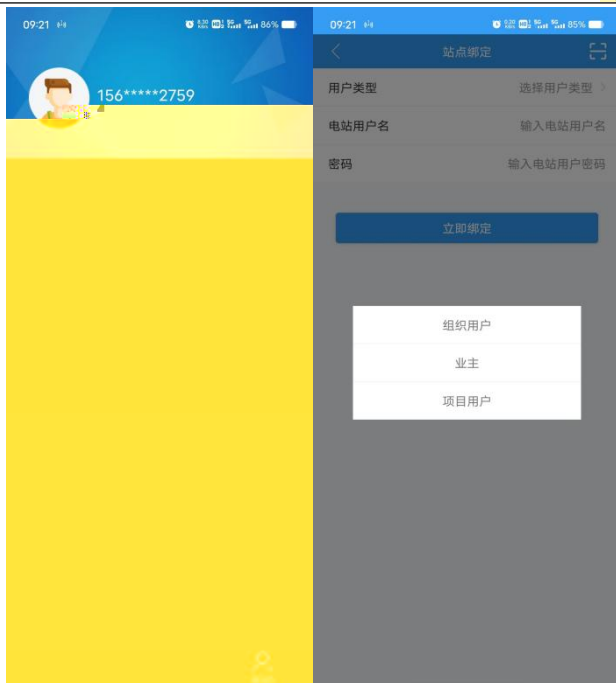 09:21
86%
156*****2759
09:21
85%
站点绑定
用户类型 选择用户类型
电站用户名 输入电站用户名
密码 输入电站用户密码
立即绑定
组织用户
业主
项目用户